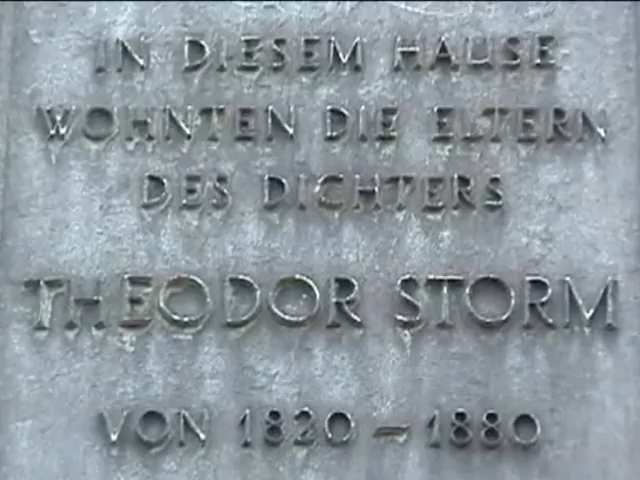 IN DIESEM HAUSE
WOHNTEN DIE ELTERN
DES DICHTERS
THEODOR STORM
VON 1820 – 1880